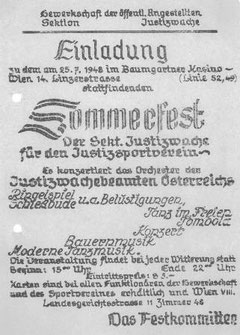 Gewerkschaft der öffentl. Angestellten
Sektion Justizwache
Einladung
zu dem am 25.7.1948 im Baumgartner Kasino
Wien 14. Linzerstrasse (Linie 52,49)
stattfindenden
Sommerfest
Der Sekt. Justizwache
für den Justizsportverein
Es konzertiert das Orchester der
Justizwachebeamten Österreichs
Ringelspiel
Schiessbude u.a. Belustigungen,
Tanz im Freien
Tombola
Konzert
Bauernmusik
Moderne Tanzmusik.
Die Veranstaltung findet bei jeder Witterung statt
Beginn: 15 Uhr Ende 22 Uhr
Eintrittspreis: S 3.-
Karten sind bei allen Funktionären der Gewerkschaft
und des Sportvereines erhältlich und Wien VIII.
Landesgerichtsstrasse 11 Zimmer 48
Das Festkommittee